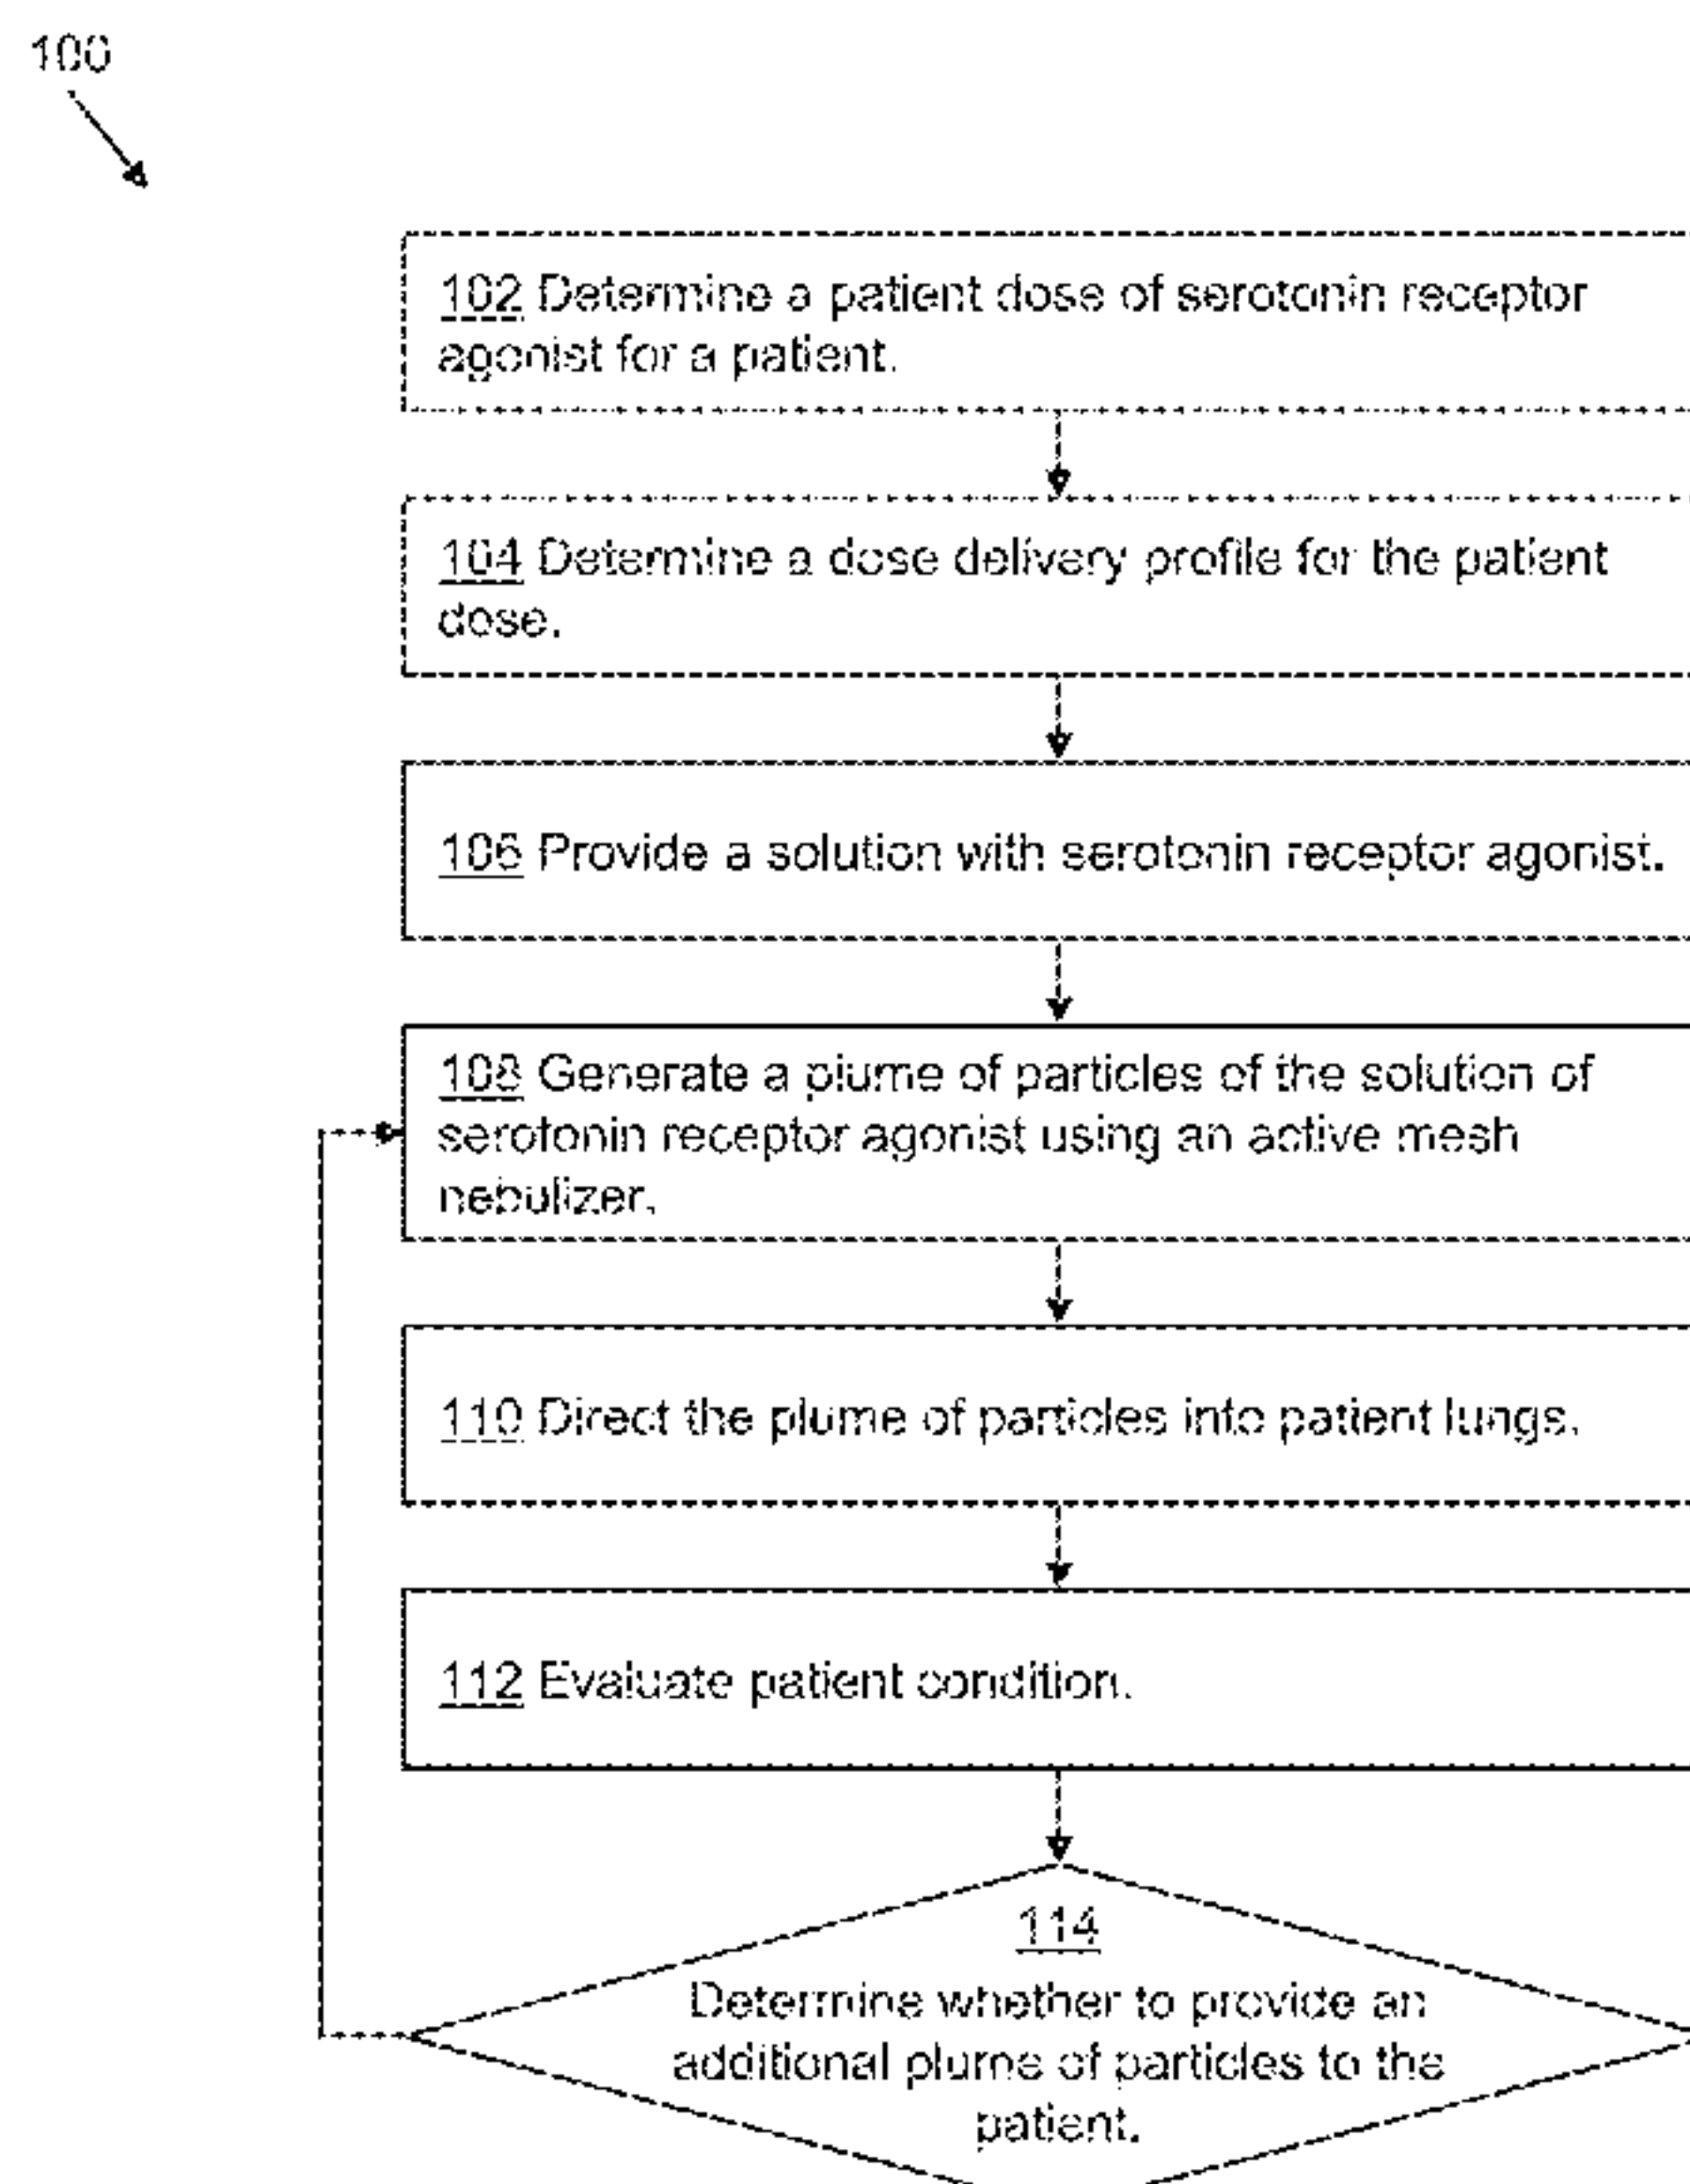 100
102 Determine a patient dose of serotonin receptor
agonist for a patient.
104 Determine a dose delivery profile for the patient
dose.
106 Provide a solution with serotonin receptor agonist.
108 Generate a plume of particles of the solution of
serotonin receptor agonist using an active mesh
nebulizer.
110 Direct the plume of particles into patient lungs.
112 Evaluate patient condition.
114
Determine whether to provide an
additional plume of particles to the
patient.